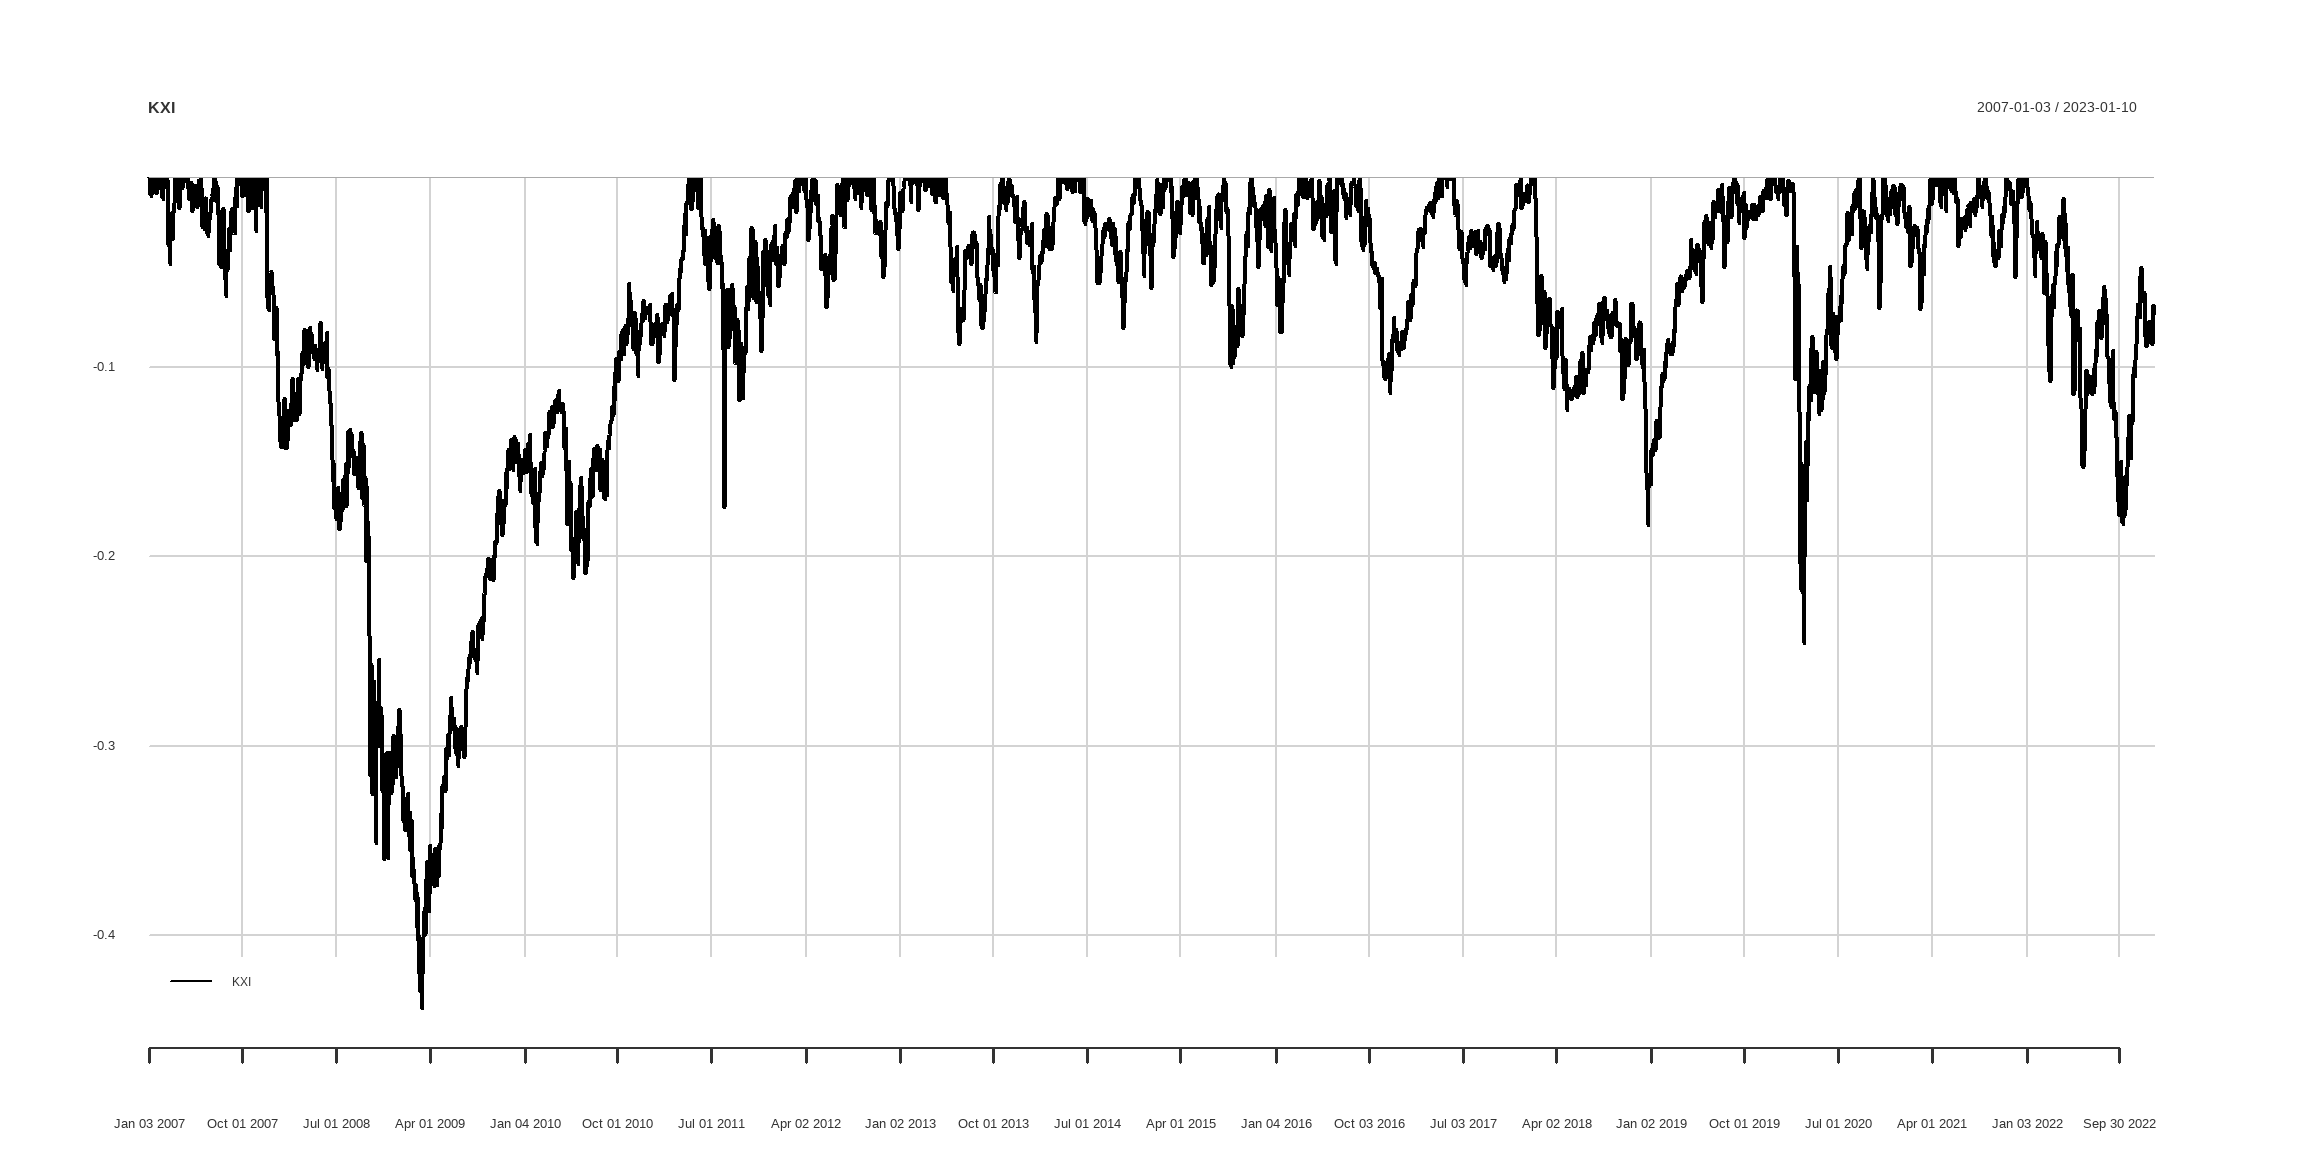 KXI
2007-01-03 / 2023-01-10
-0.1
-0.2
-0.3
-0.4
KXI
Jan 03 2007 Oct 01 2007 Jul 01 2008 Apr 01 2009 Jan 04 2010 Oct 01 2010 Jul 01 2011 Apr 02 2012 Jan 02 2013 Oct 01 2013 Jul 01 2014 Apr 01 2015 Jan 04 2016 Oct 03 2016 Jul 03 2017 Apr 02 2018 Jan 02 2019 Oct 01 2019 Jul 01 2020 Apr 01 2021 Jan 03 2022 Sep 30 2022